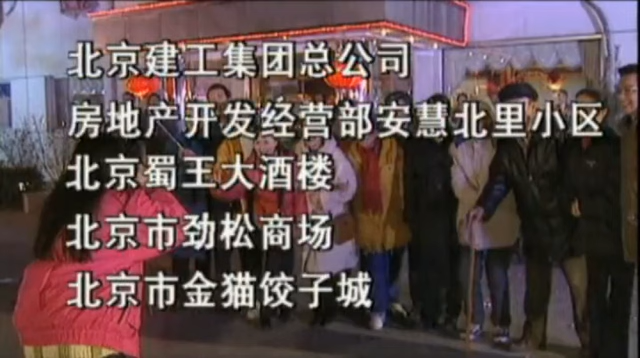 北京建工集团总公司
房地产开发经营部安慧北里小区
北京蜀王大酒楼
北京市劲松商场
北京市金猫饺子城